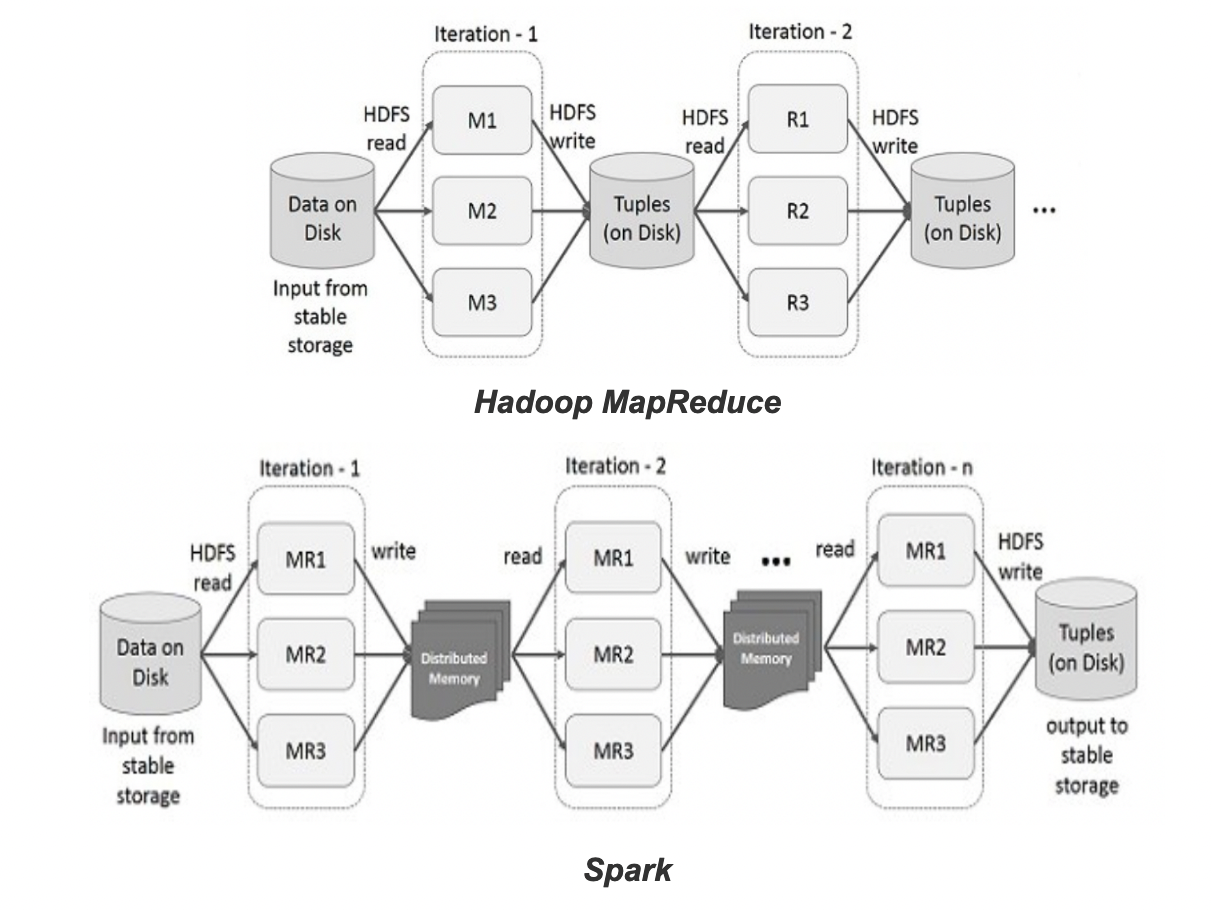 Iteration - 1
Iteration - 2
HDFS
read
M1
HDFS
write
HDFS
read
R1
HDFS
write
Data on
Disk
M2
Tuples
(on Disk)
R2
Tuples
(on Disk)
...
Input from
stable
storage
M3
R3
Hadoop MapReduce
Iteration - 1
Iteration - 2
Iteration - n
HDFS
read
MR1
write
read
MR1
write
...
read
MR1
HDFS
write
Data on
Disk
MR2
Distributed
Memory
MR2
Distributed
Memory
MR2
Tuples
(on Disk)
Input from
stable
storage
MR3
MR3
MR3
output to
stable
storage
Spark